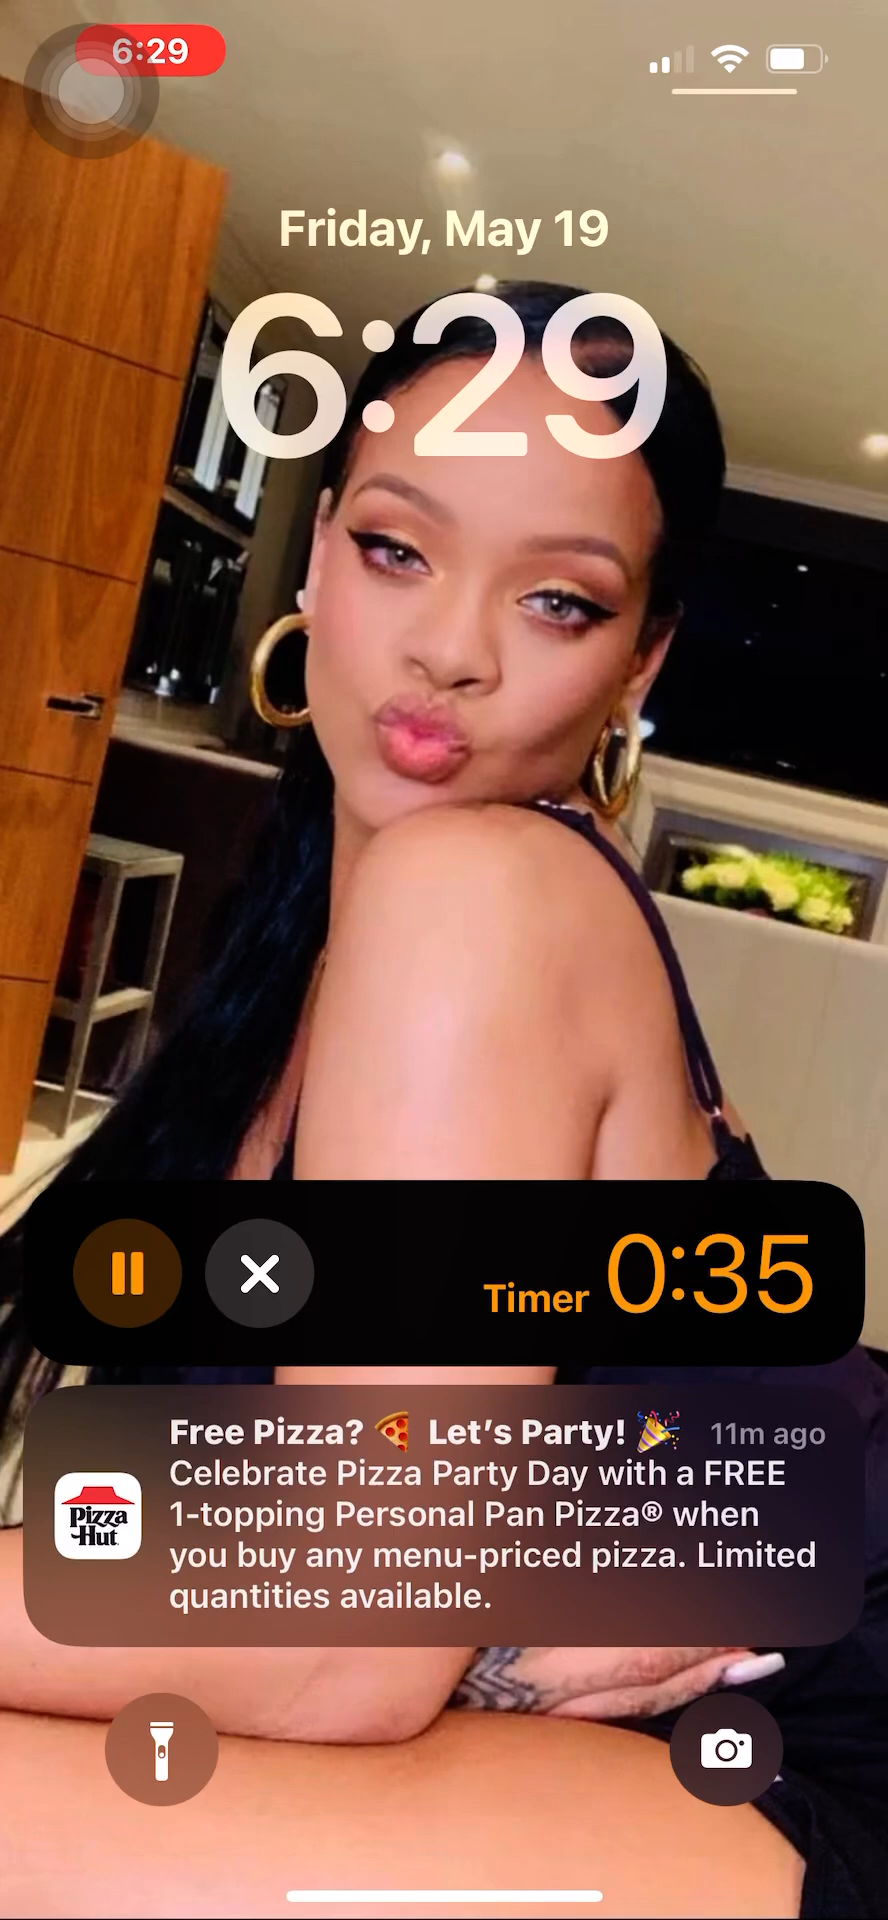 6:29
Friday, May 19
6:29
Timer 0:35
Free Pizza? 🍕 Let's Party! 🎉 11m ago
Celebrate Pizza Party Day with a FREE
1-topping Personal Pan Pizza® when
you buy any menu-priced pizza. Limited
quantities available.
Pizza
Hut